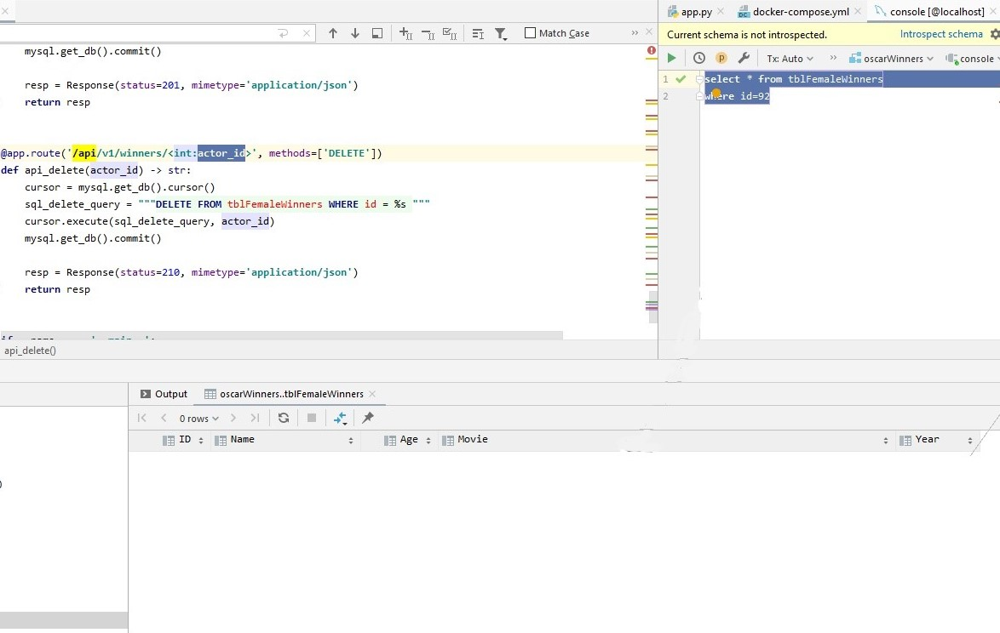 app.py docker-compose.yml console [@localhost]
Match Case
Current schema is not introspected. Introspect schema
Tx: Auto oscarWinners console
mysql.get_db().commit()
resp = Response(status=201, mimetype='application/json')
return resp
@app.route('/api/v1/winners/<int:actor_id>', methods=['DELETE'])
def api_delete(actor_id) -> str:
cursor = mysql.get_db().cursor()
sql_delete_query = """DELETE FROM tblFemaleWinners WHERE id = %s """
cursor.execute(sql_delete_query, actor_id)
mysql.get_db().commit()
resp = Response(status=210, mimetype='application/json')
return resp
api_delete()
1 select * from tblFemaleWinners
2 where id=92
Output oscarWinners..tblFemaleWinners
0 rows
ID Name Age Movie Year